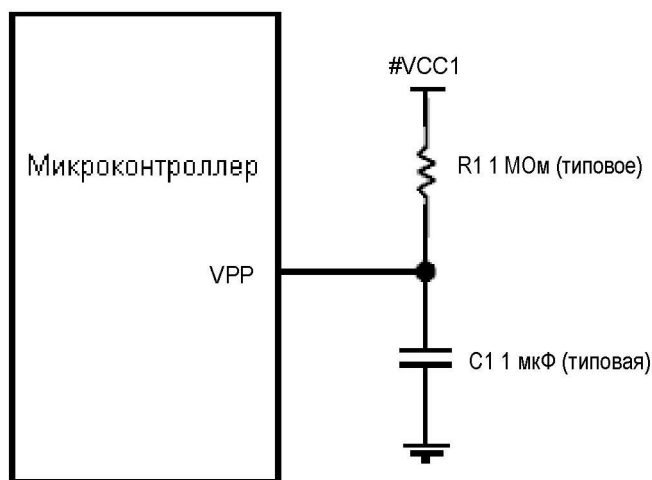 #VCC1
Микроконтроллер
R1 1 МОм (типовое)
VPP
C1 1 мкФ (типовая)